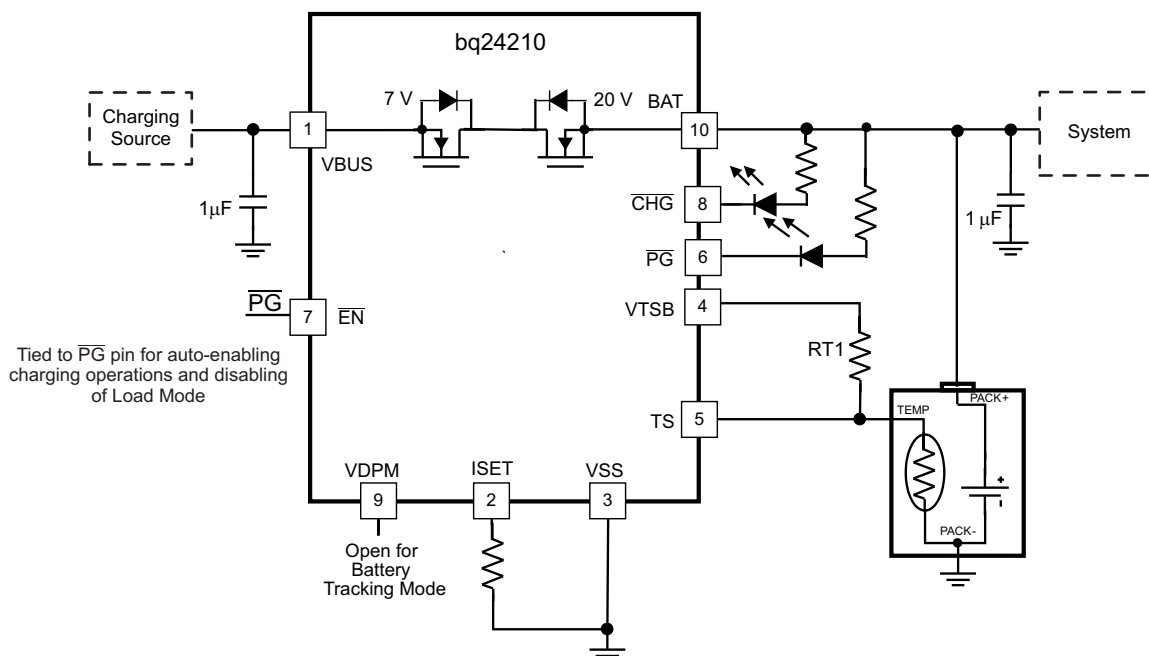 bq24210
7 V
20 V
BAT
Charging
Source
1
10
System
VBUS
1μF
CHG
8
1 μF
PG
6
PG
7
EN
VTSB
4
Tied to PG pin for auto-enabling
charging operations and disabling
of Load Mode
RT1
TS
5
TEMP
PACK+
+
-
PACK-
VDPM
ISET
VSS
9
2
3
Open for
Battery
Tracking Mode